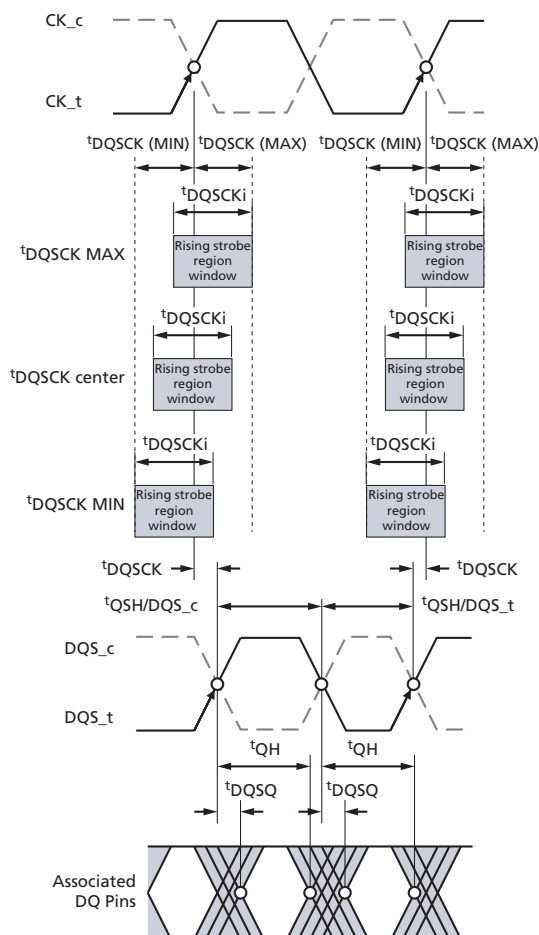 CK_c
CK_t
tDQSCK (MIN) tDQSCK (MAX) tDQSCK (MIN) tDQSCK (MAX)
tDQSCKi tDQSCKi
tDQSCK MAX
Rising strobe
region
window
Rising strobe
region
window
tDQSCKi tDQSCKi
tDQSCK center
Rising strobe
region
window
Rising strobe
region
window
tDQSCKi tDQSCKi
tDQSCK MIN
Rising strobe
region
window
Rising strobe
region
window
tDQSCK tDQSCK
tQSH/DQS_c tQSH/DQS_t
DQS_c
DQS_t
tQH tQH
tDQSQ tDQSQ
Associated
DQ Pins